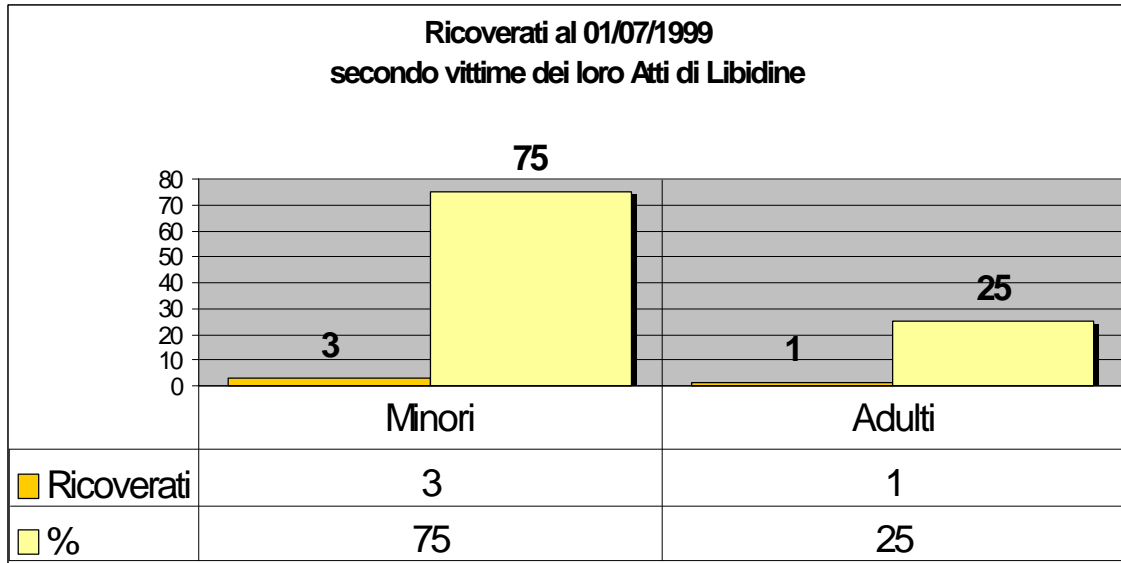 Ricoverati al 01/07/1999
secondo vittime dei loro Atti di Libidine
75
80
70
60
50
40
30
20
10
0
3
1
25
Minori Adulti
Ricoverati 3 1
% 75 25